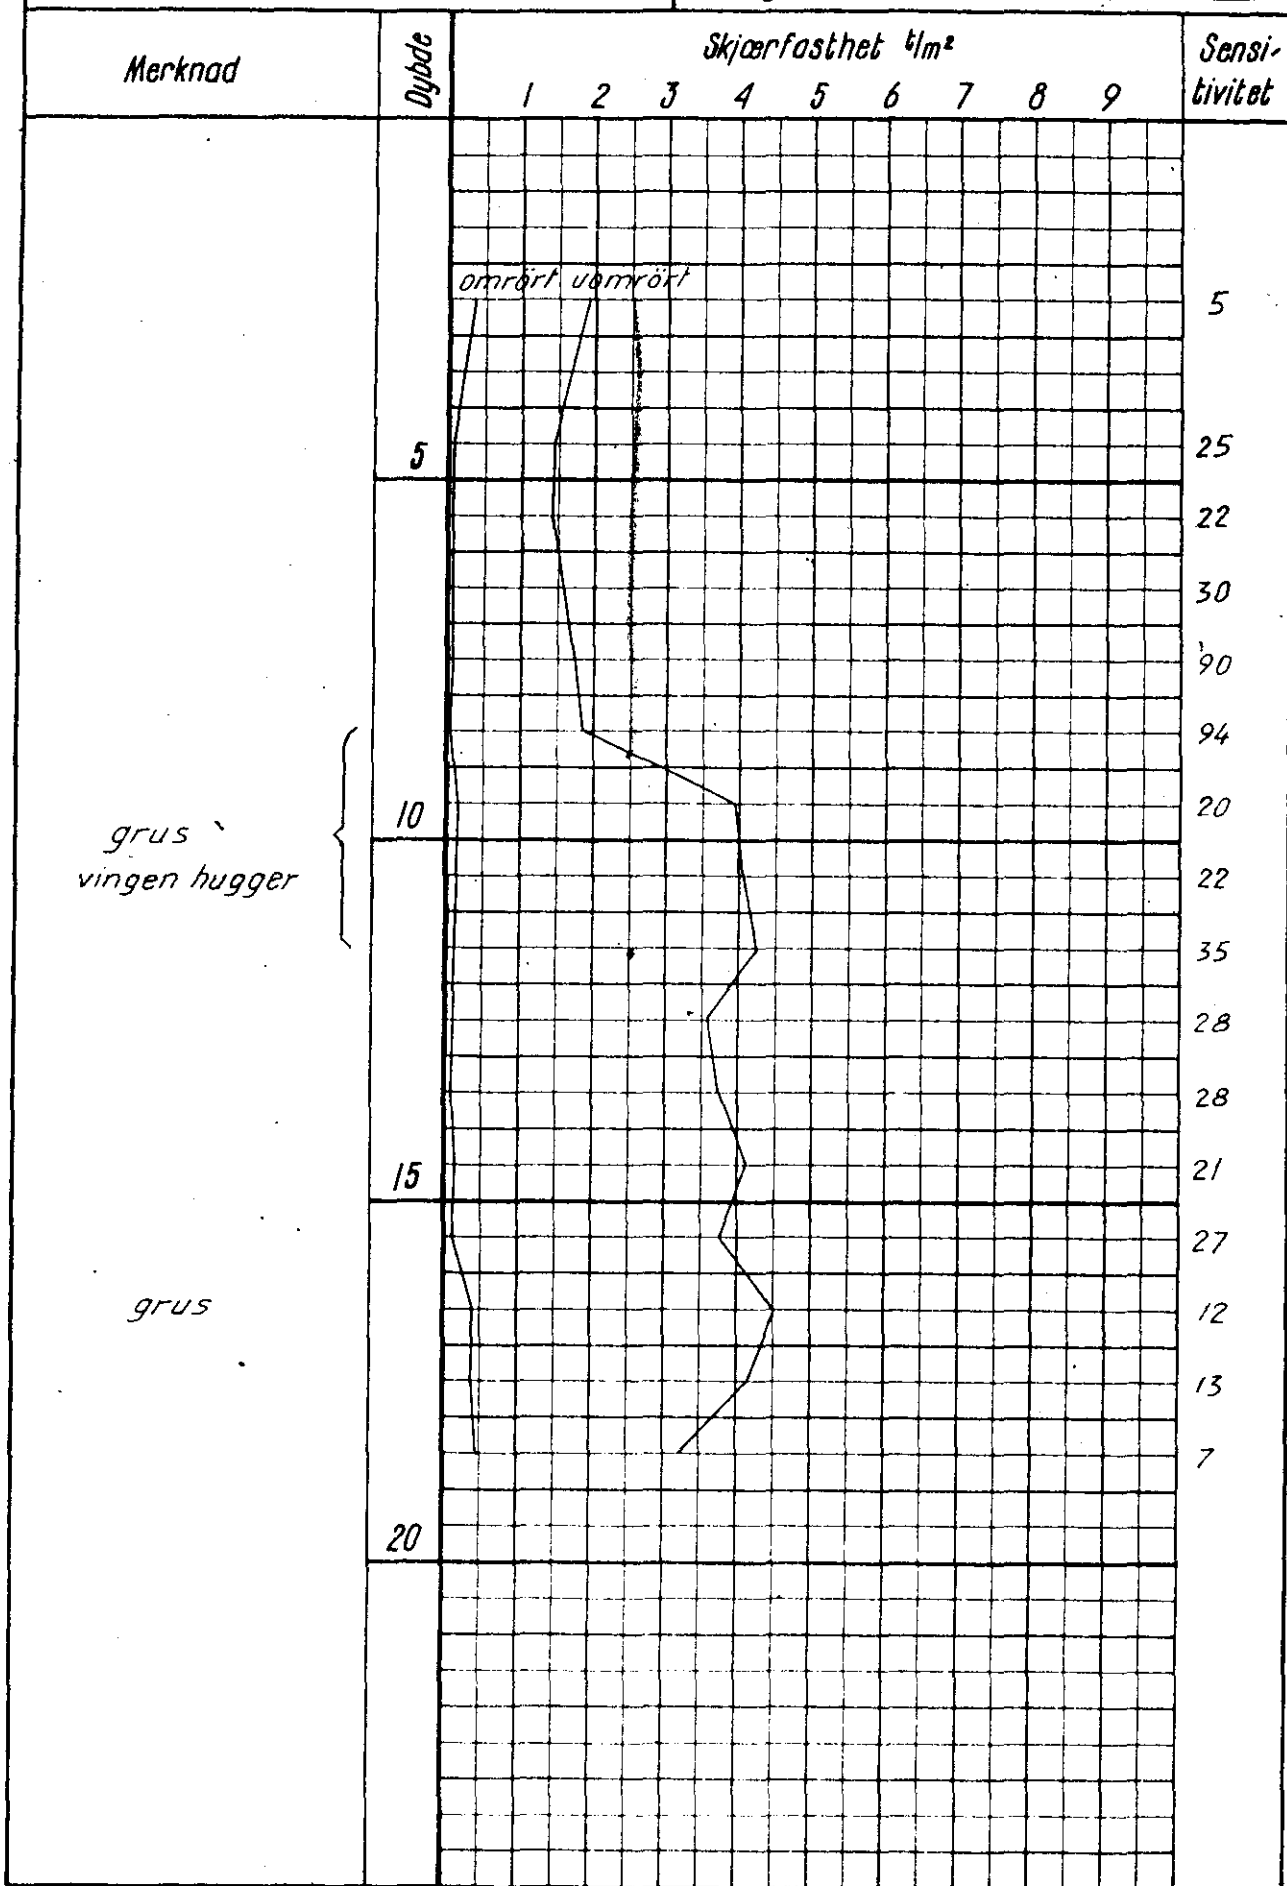 Merknad Dybde Skjærfasthet t/m² Sensi-
tivitet
1 2 3 4 5 6 7 8 9
omrört uomrört
5
25
5
22
30
90
94
20
10
grus
22
vingen hugger
35
28
28
21
15
27
grus
12
13
7
20